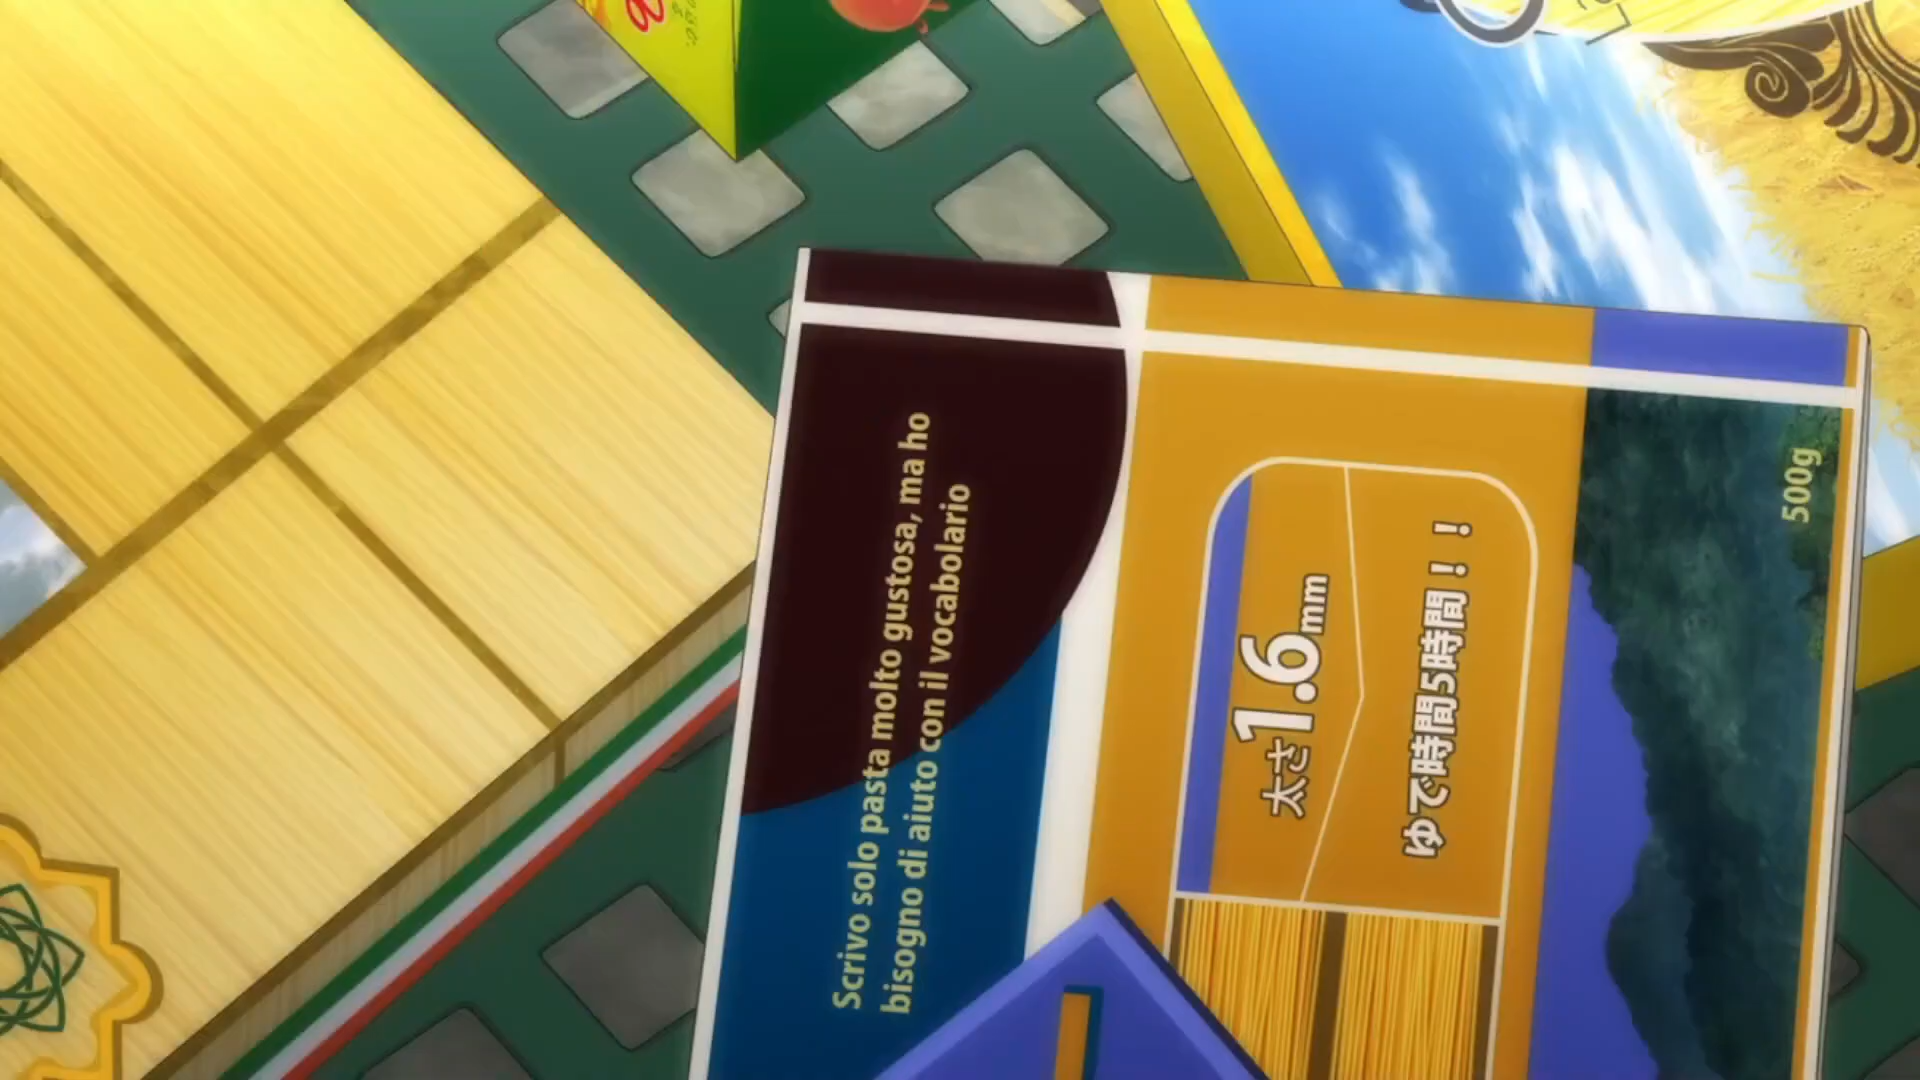 Scrivo solo pasta molto gustosa, ma ho
bisogno di aiuto con il vocabolario
太さ1.6mm
ゆで時間5時間！！
500g